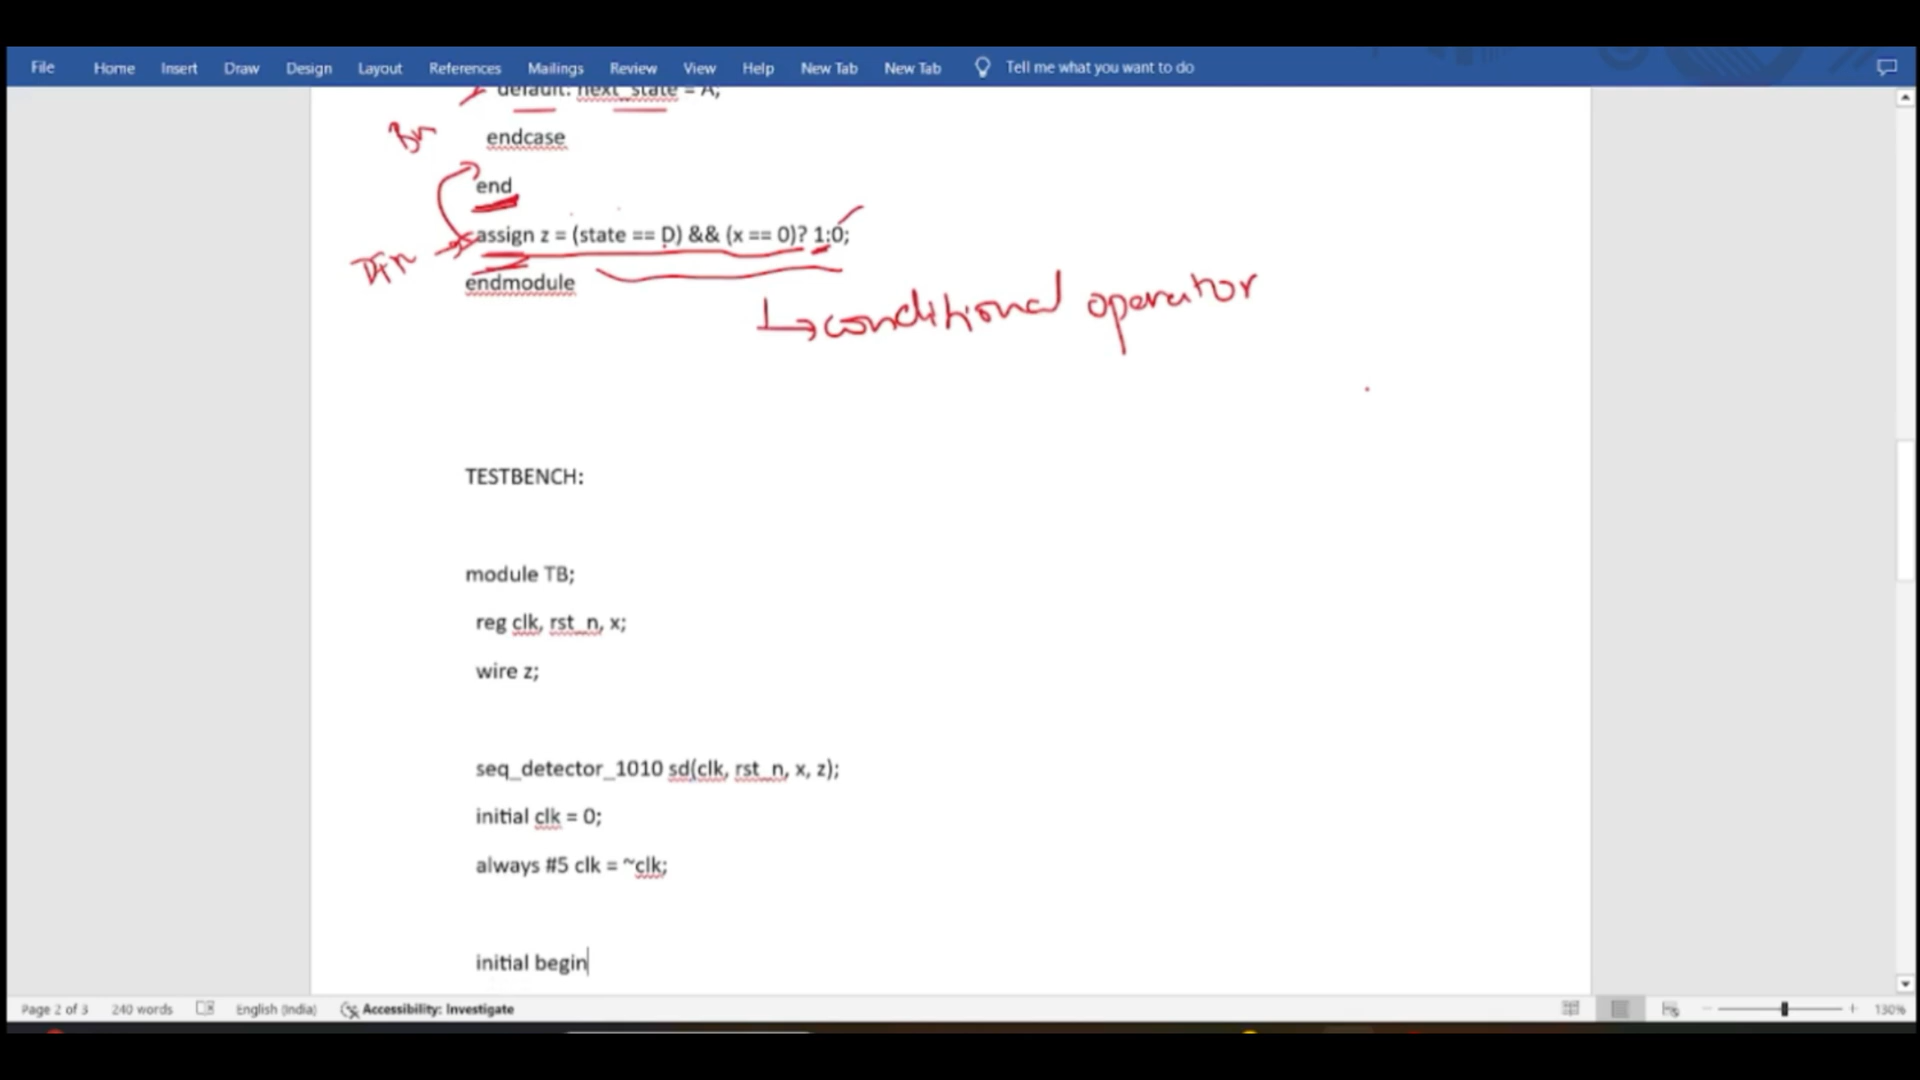 File Home Insert Draw Design Layout References Mailings Review View Help New Tab New Tab Tell me what you want to do
default: next_state = A;
endcase
end
assign z = (state == D) && (x == 0)? 1:0;
endmodule
conditional operator
TESTBENCH:
module TB;
reg clk, rst_n, x;
wire z;
seq_detector_1010 sd(clk, rst_n, x, z);
initial clk = 0;
always #5 clk = ~clk;
initial begin
Page 2 of 3 240 words English (India) Accessibility: Investigate 130%